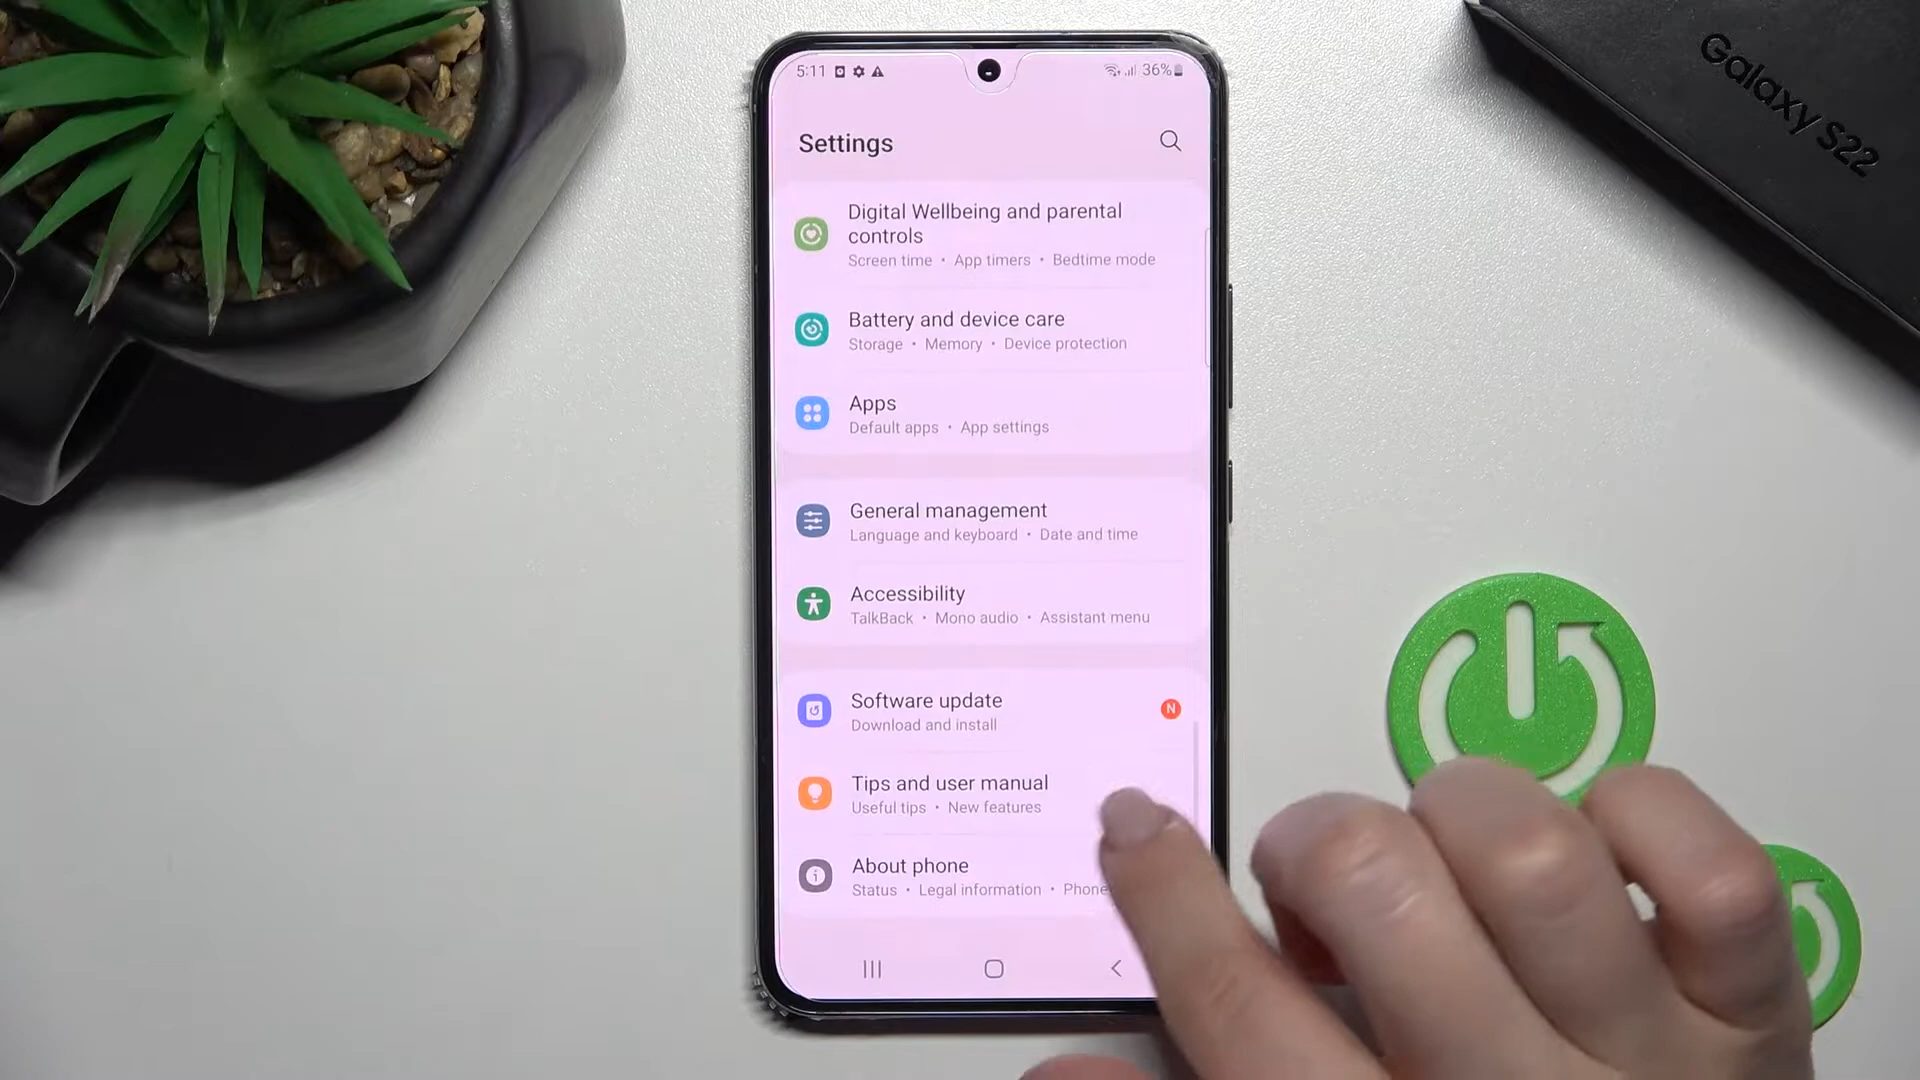 Galaxy S22
5:11
36%
Settings
Digital Wellbeing and parental
controls
Screen time • App timers • Bedtime mode
Battery and device care
Storage • Memory • Device protection
Apps
Default apps • App settings
General management
Language and keyboard • Date and time
Accessibility
TalkBack • Mono audio • Assistant menu
Software update
N
Download and install
Tips and user manual
Useful tips • New features
About phone
Status • Legal information • Phone